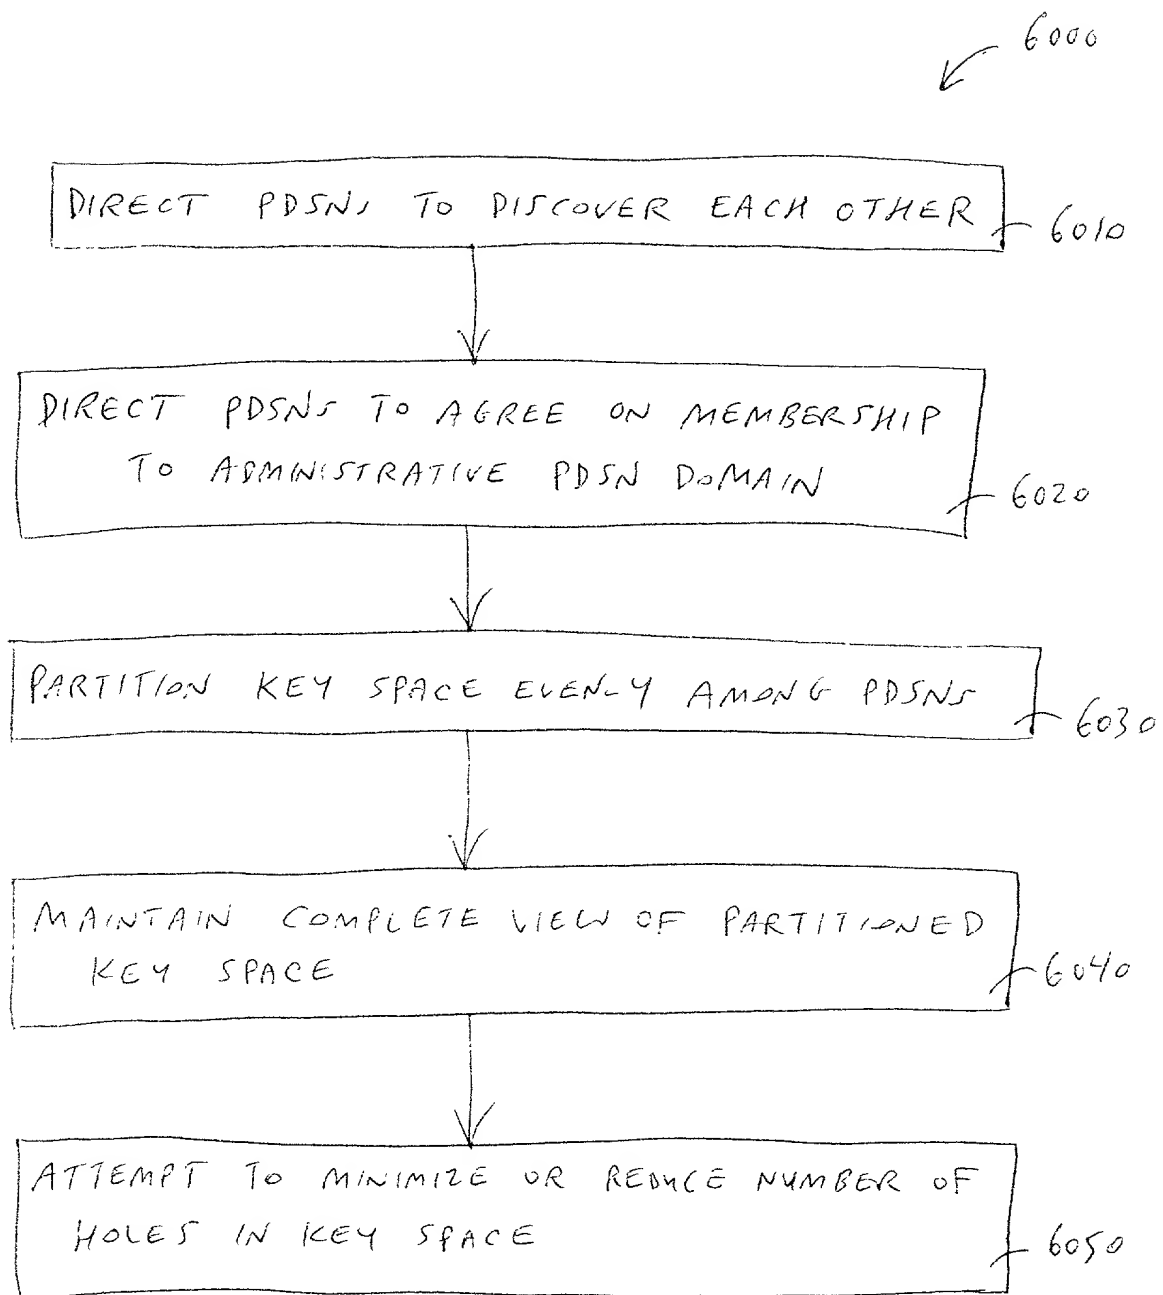 6000
DIRECT PDSNs TO DISCOVER EACH OTHER
6010
DIRECT PDSNs TO AGREE ON MEMBERSHIP
TO ADMINISTRATIVE PDSN DOMAIN
6020
PARTITION KEY SPACE EVENLY AMONG PDSNs
6030
MAINTAIN COMPLETE VIEW OF PARTITIONED
KEY SPACE
6040
ATTEMPT TO MINIMIZE OR REDUCE NUMBER OF
HOLES IN KEY SPACE
6050